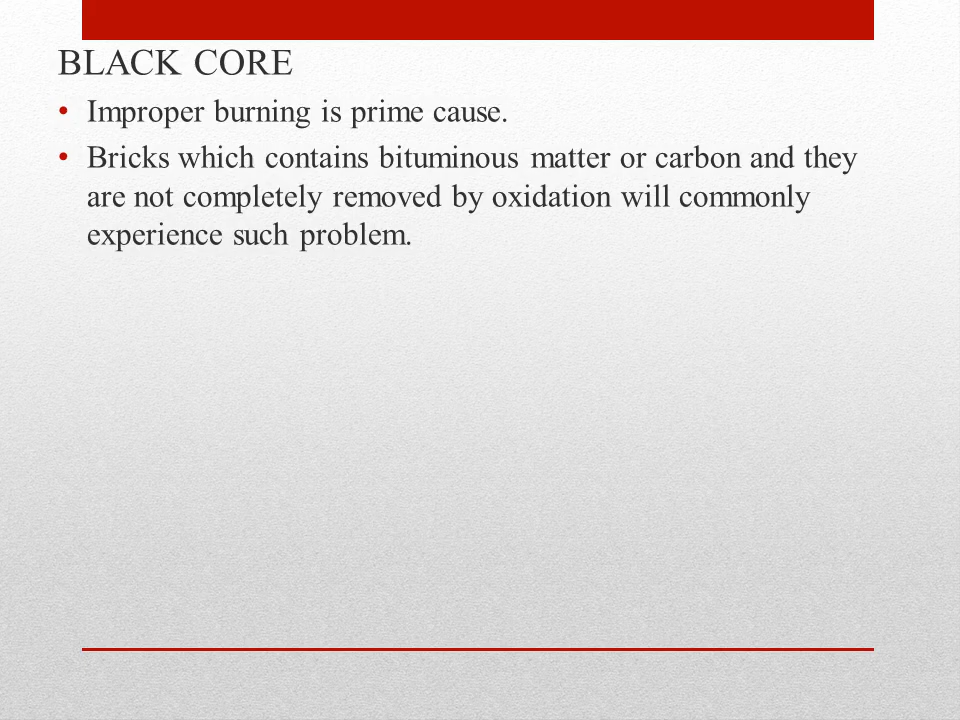 BLACK CORE
• Improper burning is prime cause.
• Bricks which contains bituminous matter or carbon and they
are not completely removed by oxidation will commonly
experience such problem.